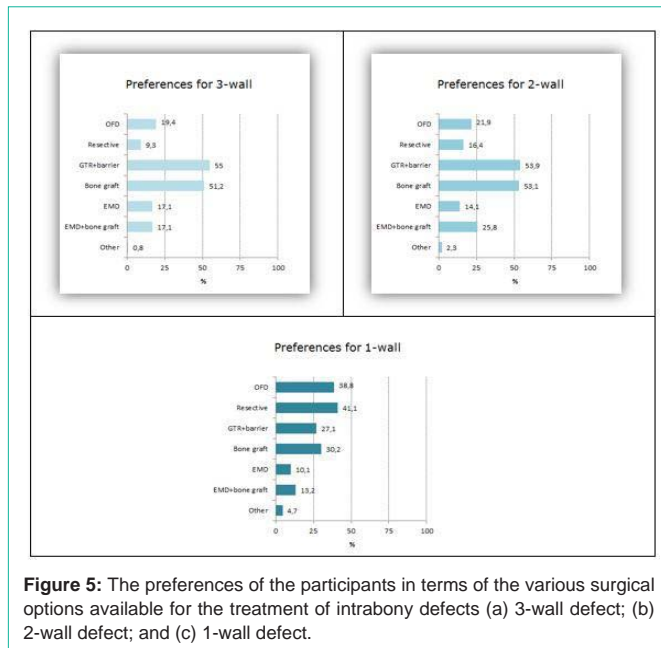 Preferences for 3-wall
OFD 19,4
Resective 9,3
GTR+barrier 55
Bone graft 51,2
EMD 17,1
EMD+bone graft 17,1
Other 0,8
0 25 50 75 100
%
Preferences for 2-wall
OFD 21,9
Resective 16,4
GTR+barrier 53,9
Bone graft 53,1
EMD 14,1
EMD+bone graft 25,8
Other 2,3
0 25 50 75 100
%
Preferences for 1-wall
OFD 38,8
Resective 41,1
GTR+barrier 27,1
Bone graft 30,2
EMD 10,1
EMD+bone graft 13,2
Other 4,7
0 25 50 75 100
%
Figure 5: The preferences of the participants in terms of the various surgical
options available for the treatment of intrabony defects (a) 3-wall defect; (b)
2-wall defect; and (c) 1-wall defect.